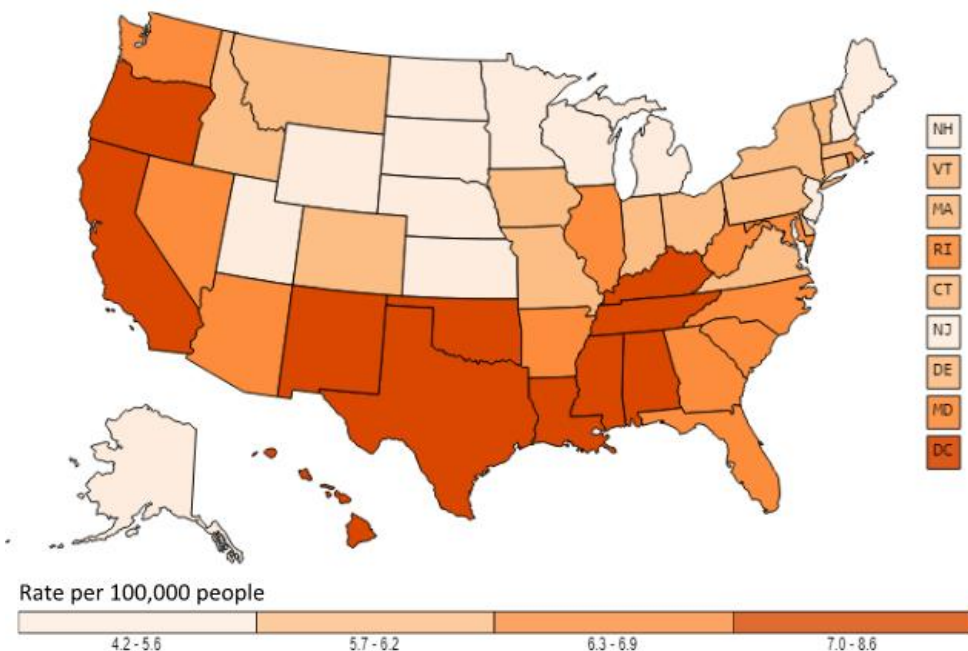 NH
VT
MA
RI
CT
NJ
DE
MD
DC
Rate per 100,000 people
4.2 - 5.6 5.7 - 6.2 6.3 - 6.9 7.0 - 8.6